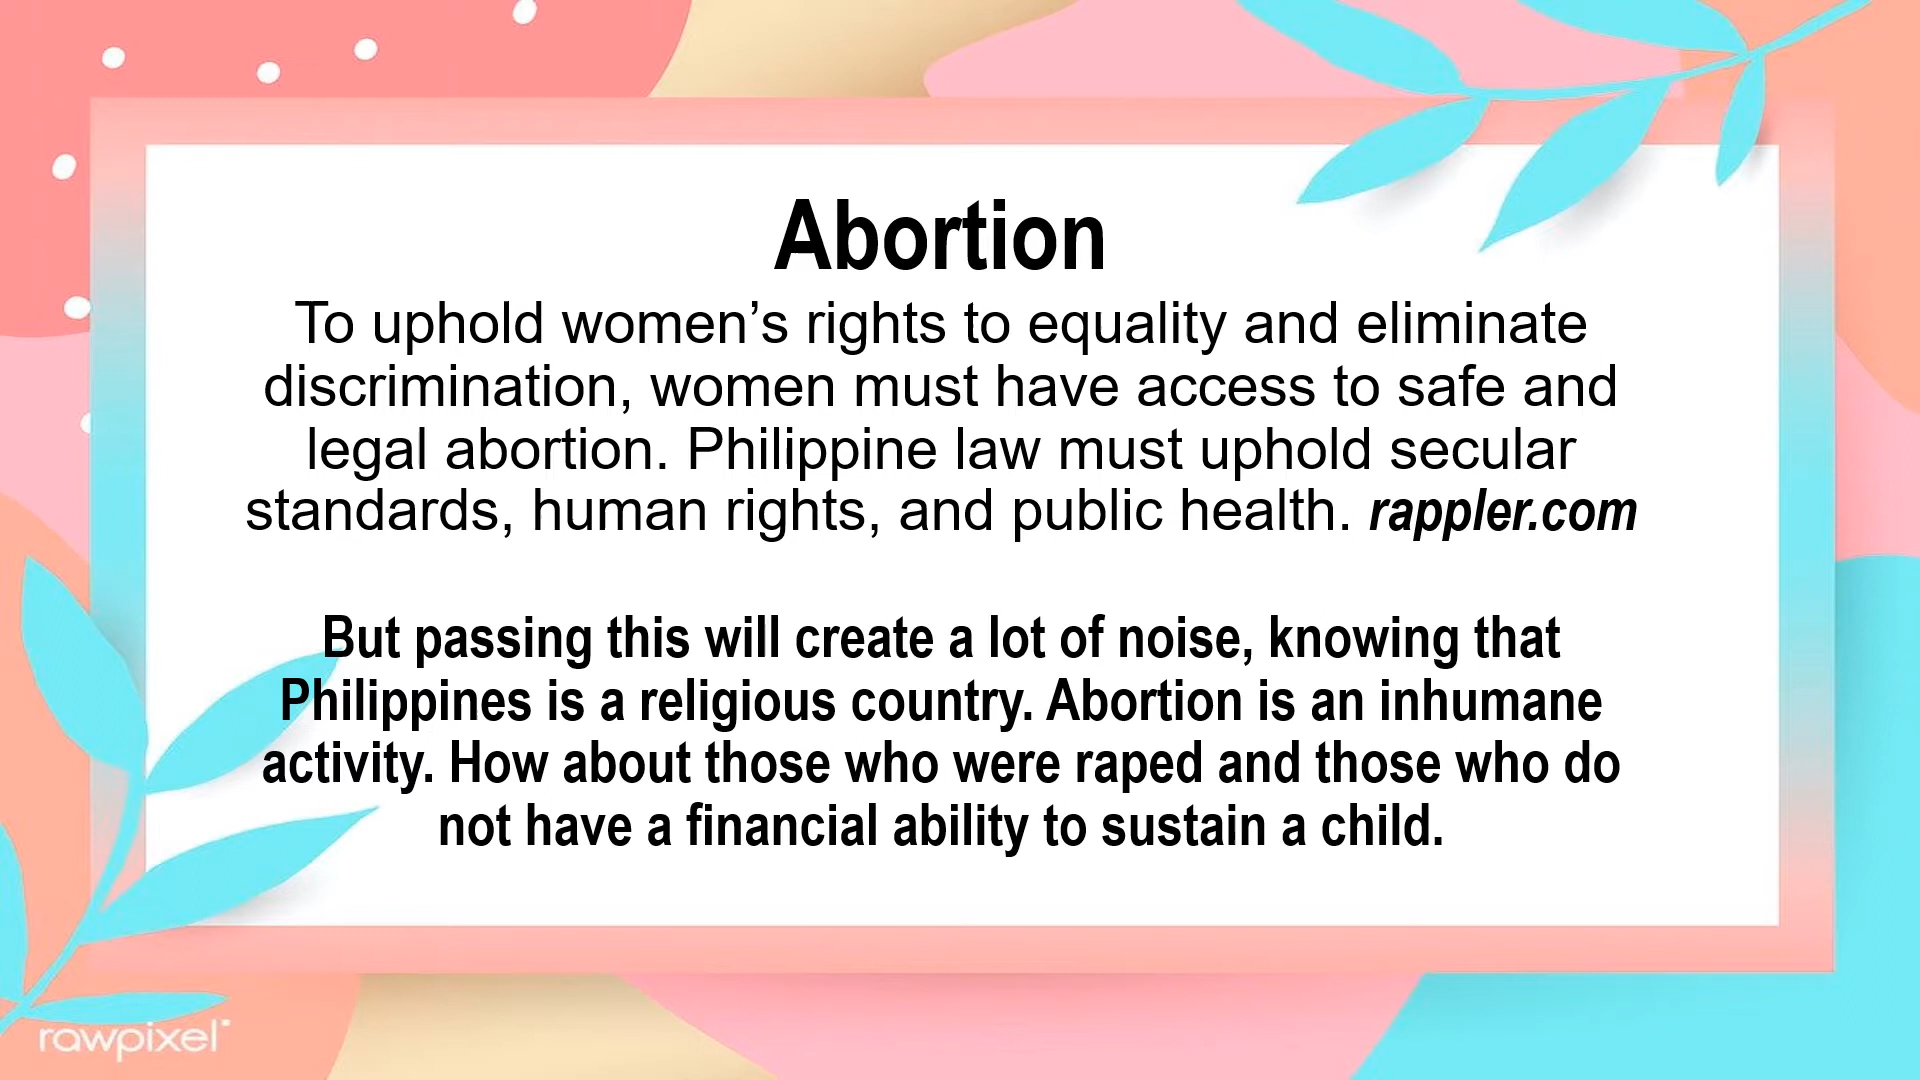 Abortion
To uphold women’s rights to equality and eliminate
discrimination, women must have access to safe and
legal abortion. Philippine law must uphold secular
standards, human rights, and public health. rappler.com
But passing this will create a lot of noise, knowing that
Philippines is a religious country. Abortion is an inhumane
activity. How about those who were raped and those who do
not have a financial ability to sustain a child.
rawpixel